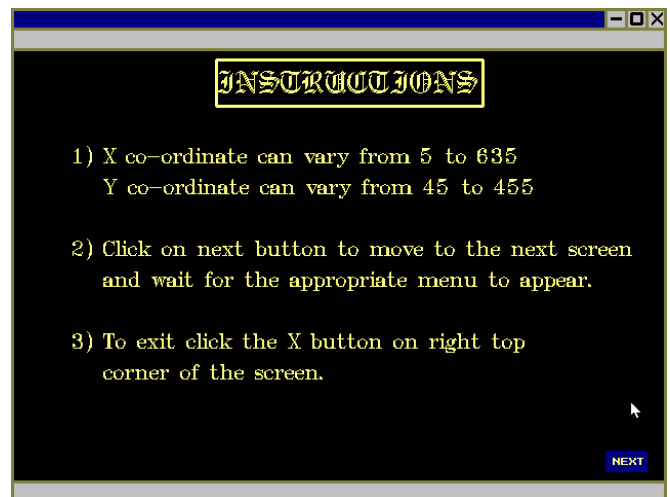 INSTRUCTIONS
1) X co-ordinate can vary from 5 to 635
Y co-ordinate can vary from 45 to 455
2) Click on next button to move to the next screen
and wait for the appropriate menu to appear.
3) To exit click the X button on right top
corner of the screen.
NEXT